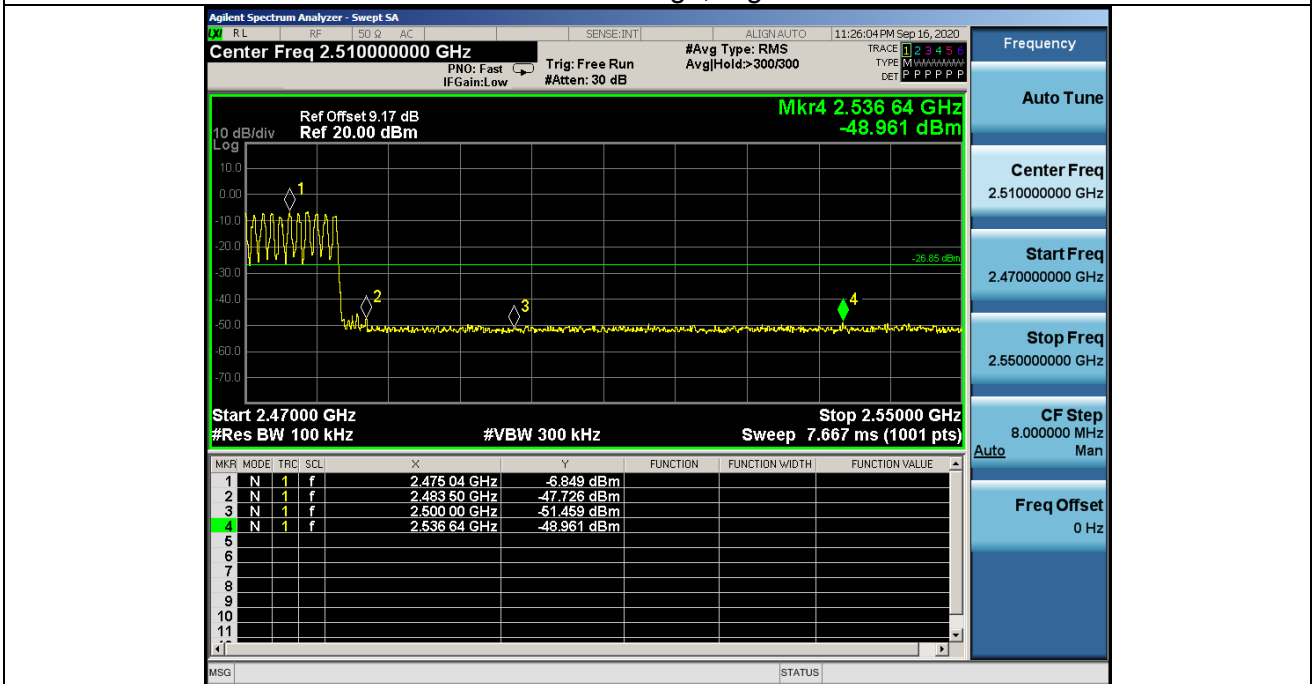 Agilent Spectrum Analyzer - Swept SA
LXI RL RF 50 Ω AC SENSE:INT ALIGN AUTO 11:26:04 PM Sep 16, 2020
Center Freq 2.510000000 GHz
PNO: Fast
IFGain:Low
Trig: Free Run
#Atten: 30 dB
#Avg Type: RMS
Avg|Hold:>300/300
TRACE 1 2 3 4 5 6
TYPE M
DET P P P P P P
Mkr4 2.536 64 GHz
-48.961 dBm
Ref Offset 9.17 dB
10 dB/div Ref 20.00 dBm
Log
10.0
0.00
-10.0
-20.0
-30.0
-40.0
-50.0
-60.0
-70.0
1
2
3
4
-26.85 dBm
Start 2.47000 GHz Stop 2.55000 GHz
#Res BW 100 kHz #VBW 300 kHz Sweep 7.667 ms (1001 pts)
MKR MODE TRC SCL X Y FUNCTION FUNCTION WIDTH FUNCTION VALUE
1 N 1 f 2.475 04 GHz -6.849 dBm
2 N 1 f 2.483 50 GHz -47.726 dBm
3 N 1 f 2.500 00 GHz -51.459 dBm
4 N 1 f 2.536 64 GHz -48.961 dBm
5
6
7
8
9
10
11
MSG STATUS
Frequency
Auto Tune
Center Freq
2.510000000 GHz
Start Freq
2.470000000 GHz
Stop Freq
2.550000000 GHz
CF Step
8.000000 MHz
Auto Man
Freq Offset
0 Hz